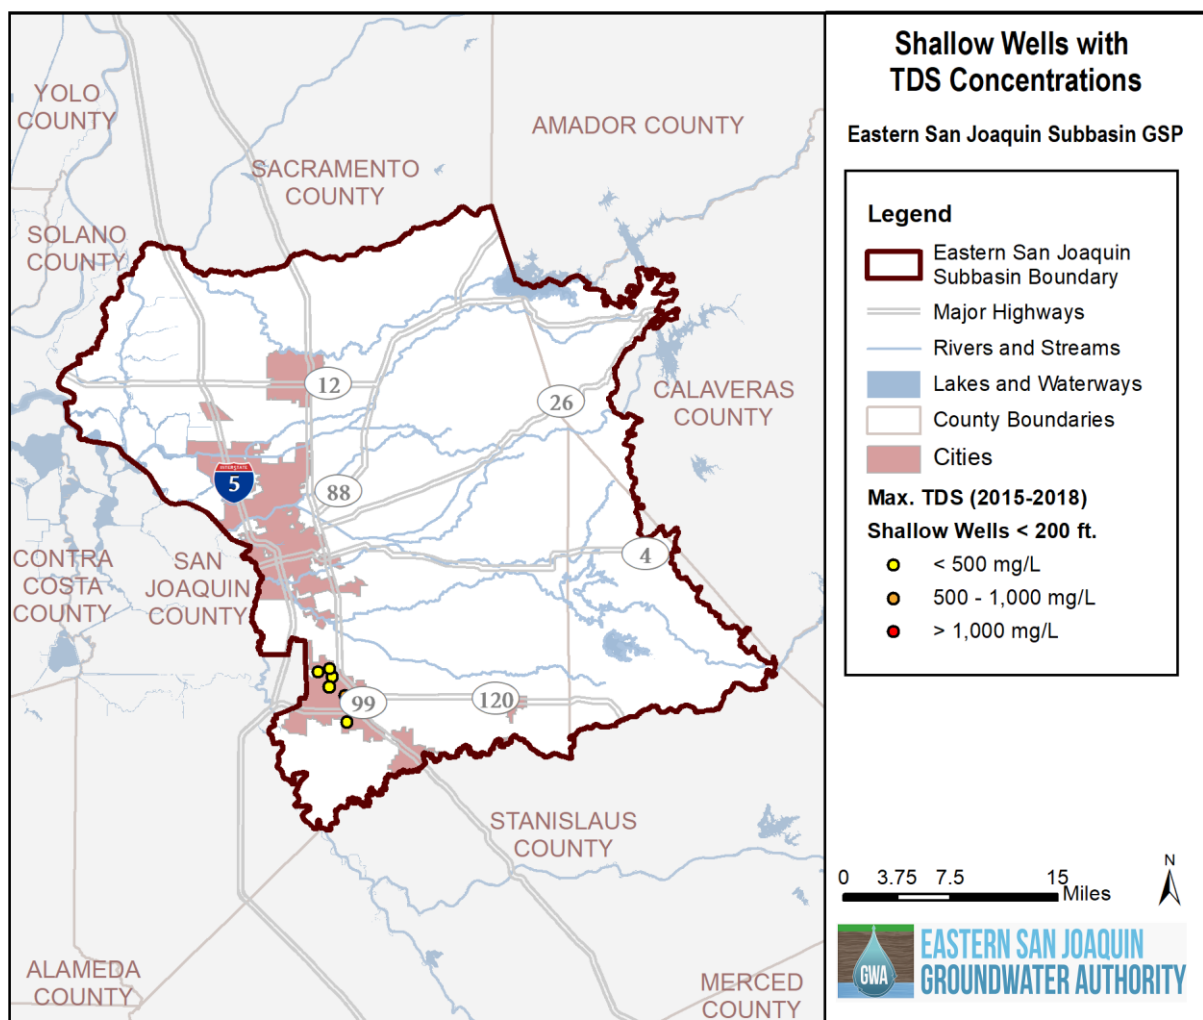 Shallow Wells with
TDS Concentrations
Eastern San Joaquin Subbasin GSP
Legend
Eastern San Joaquin
Subbasin Boundary
Major Highways
Rivers and Streams
Lakes and Waterways
County Boundaries
Cities
Max. TDS (2015-2018)
Shallow Wells < 200 ft.
< 500 mg/L
500 - 1,000 mg/L
> 1,000 mg/L
0 3.75 7.5 15
Miles
N
GWA
EASTERN SAN JOAQUIN
GROUNDWATER AUTHORITY
YOLO
COUNTY
AMADOR COUNTY
SACRAMENTO
COUNTY
SOLANO
COUNTY
12
26
CALAVERAS
COUNTY
5
88
4
CONTRA
COSTA
COUNTY
SAN
JOAQUIN
COUNTY
99
120
STANISLAUS
COUNTY
ALAMEDA
COUNTY
MERCED
COUNTY